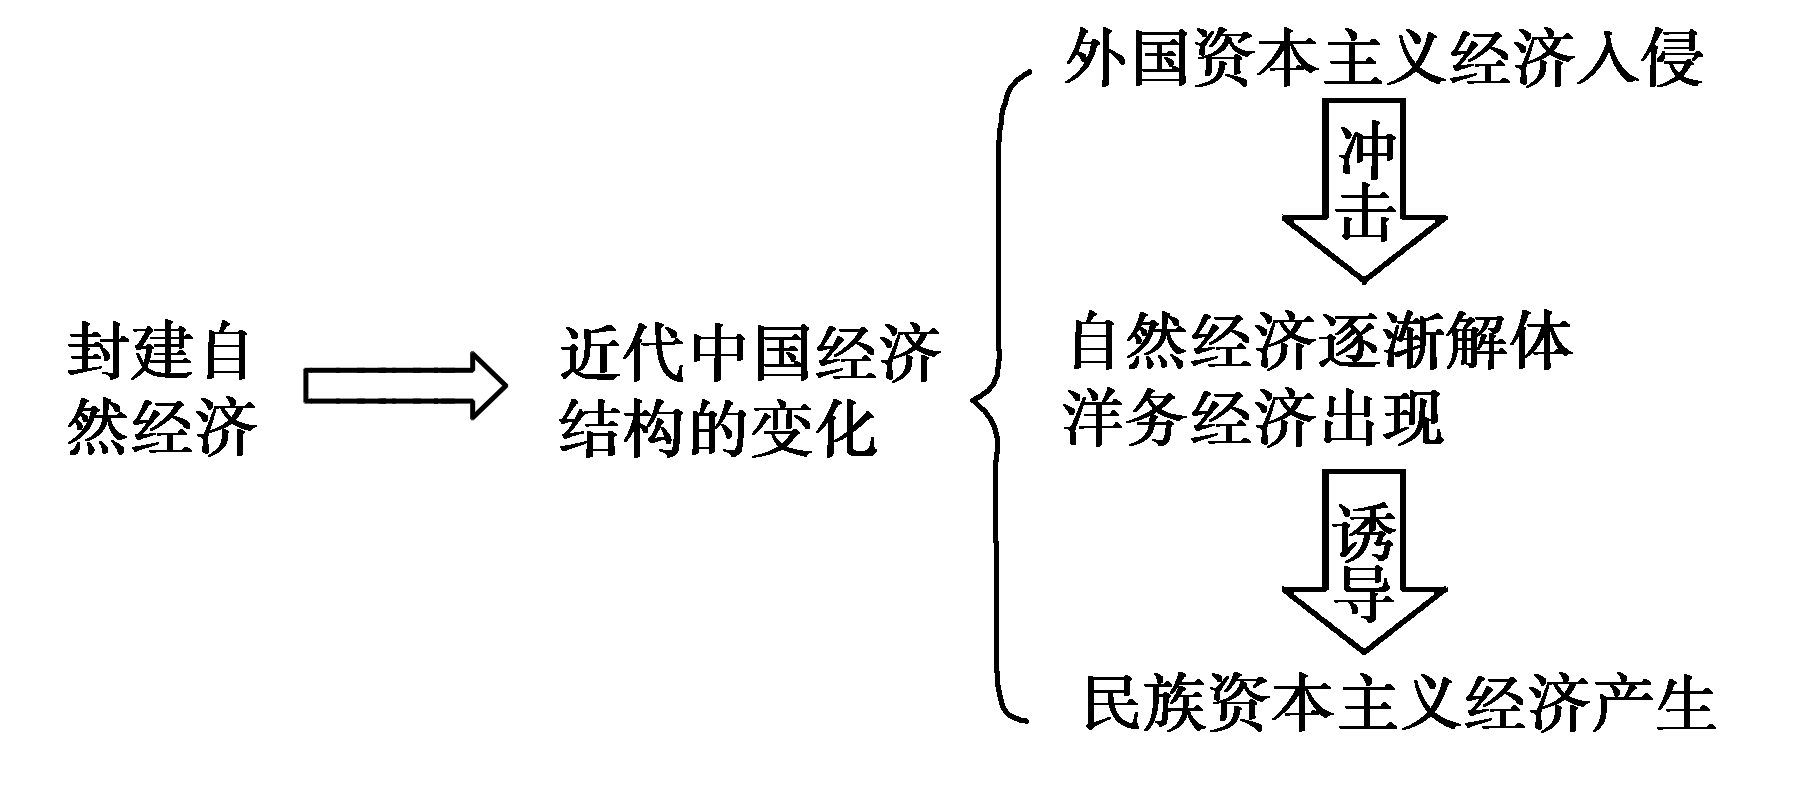 封建自
然经济
近代中国经济
结构的变化
外国资本主义经济入侵
冲击
自然经济逐渐解体
洋务经济出现
诱导
民族资本主义经济产生